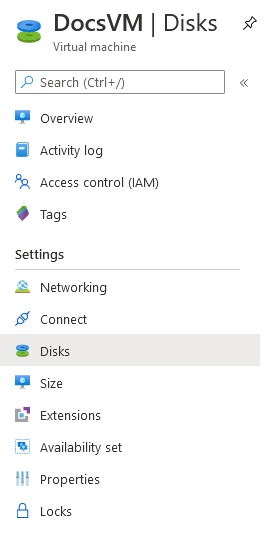 DocsVM | Disks
Virtual machine
Search (Ctrl+/)
Overview
Activity log
Access control (IAM)
Tags
Settings
Networking
Connect
Disks
Size
Extensions
Availability set
Properties
Locks